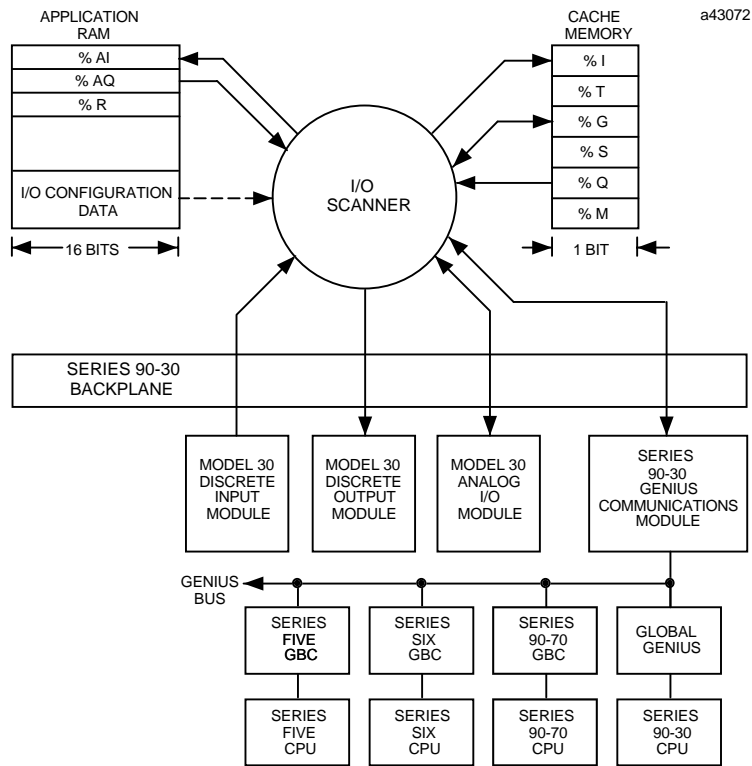 APPLICATION
RAM
% AI
% AQ
% R
I/O CONFIGURATION
DATA
16 BITS
I/O
SCANNER
CACHE
MEMORY
a43072
% I
% T
% G
% S
% Q
% M
1 BIT
SERIES 90-30
BACKPLANE
MODEL 30
DISCRETE
INPUT
MODULE
MODEL 30
DISCRETE
OUTPUT
MODULE
MODEL 30
ANALOG
I/O
MODULE
SERIES
90-30
GENIUS
COMMUNICATIONS
MODULE
GENIUS
BUS
SERIES
FIVE
GBC
SERIES
SIX
GBC
SERIES
90-70
GBC
GLOBAL
GENIUS
SERIES
FIVE
CPU
SERIES
SIX
CPU
SERIES
90-70
CPU
SERIES
90-30
CPU